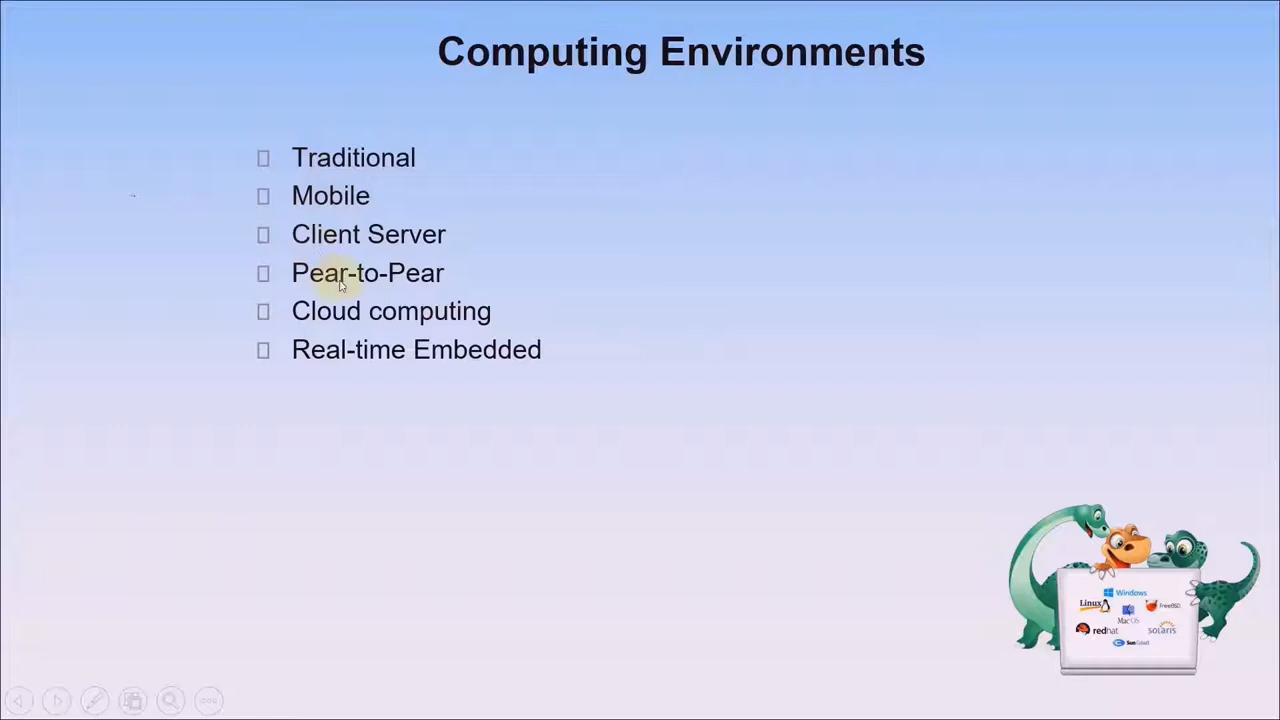 Computing Environments
Traditional
Mobile
Client Server
Pear-to-Pear
Cloud computing
Real-time Embedded
Windows
Linux
FreeBSD
Mac OS
redhat
solaris
Sun Cloud